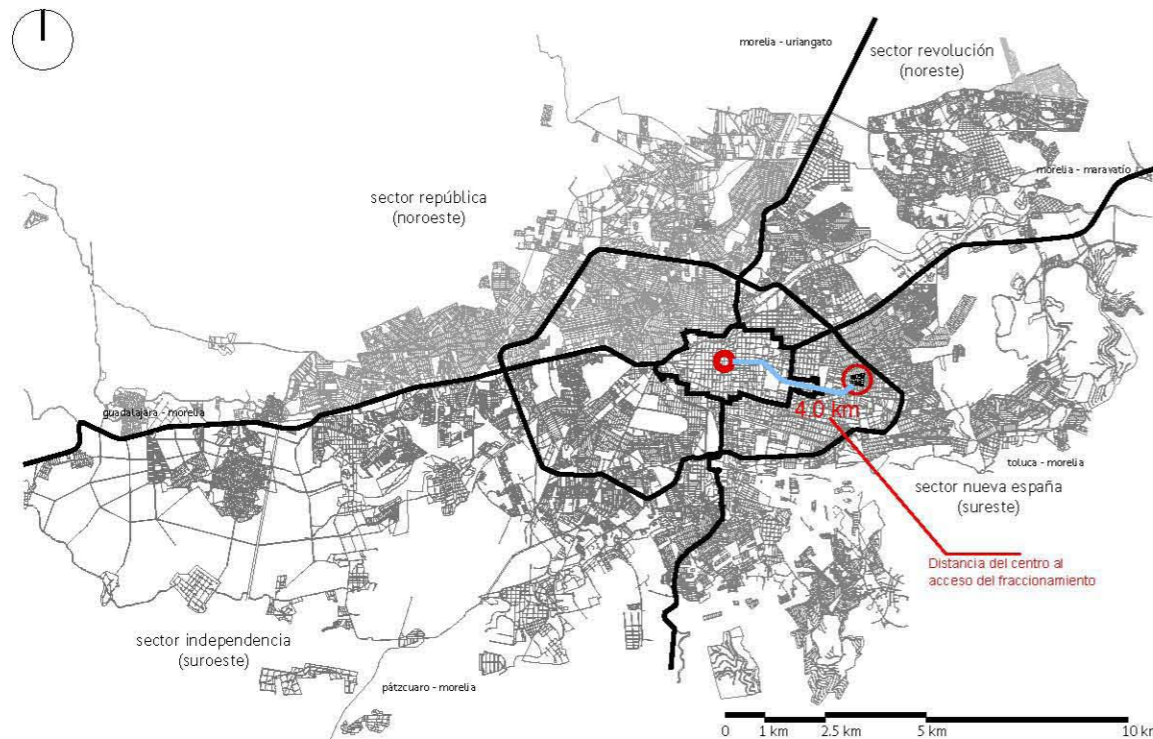 morelia - uriangato
sector revolución
(noreste)
morelia - maravatío
sector república
(noroeste)
4.0 km
guadalajara - morelia
toluca - morelia
sector nueva españa
(sureste)
Distancia del centro al
acceso del fraccionamiento
sector independencia
(suroeste)
pátzcuaro - morelia
0 1 km 2.5 km 5 km 10 km